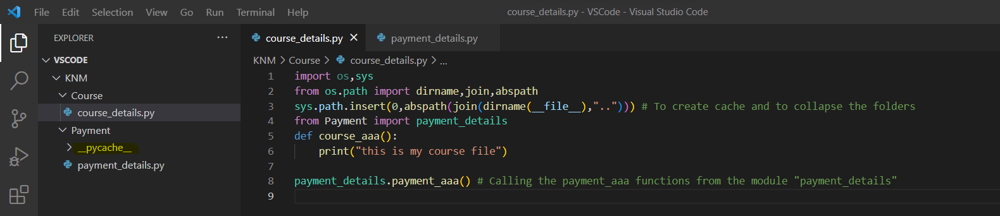 File Edit Selection View Go Run Terminal Help course_details.py - VSCode - Visual Studio Code
EXPLORER ...
VSCODE
KNM
Course
course_details.py
Payment
__pycache__
payment_details.py
course_details.py payment_details.py
KNM > Course > course_details.py > ...
1 import os,sys
2 from os.path import dirname,join,abspath
3 sys.path.insert(0,abspath(join(dirname(__file__),".."))) # To create cache and to collapse the folders
4 from Payment import payment_details
5 def course_aaa():
6     print("this is my course file")
7
8 payment_details.payment_aaa() # Calling the payment_aaa functions from the module "payment_details"
9